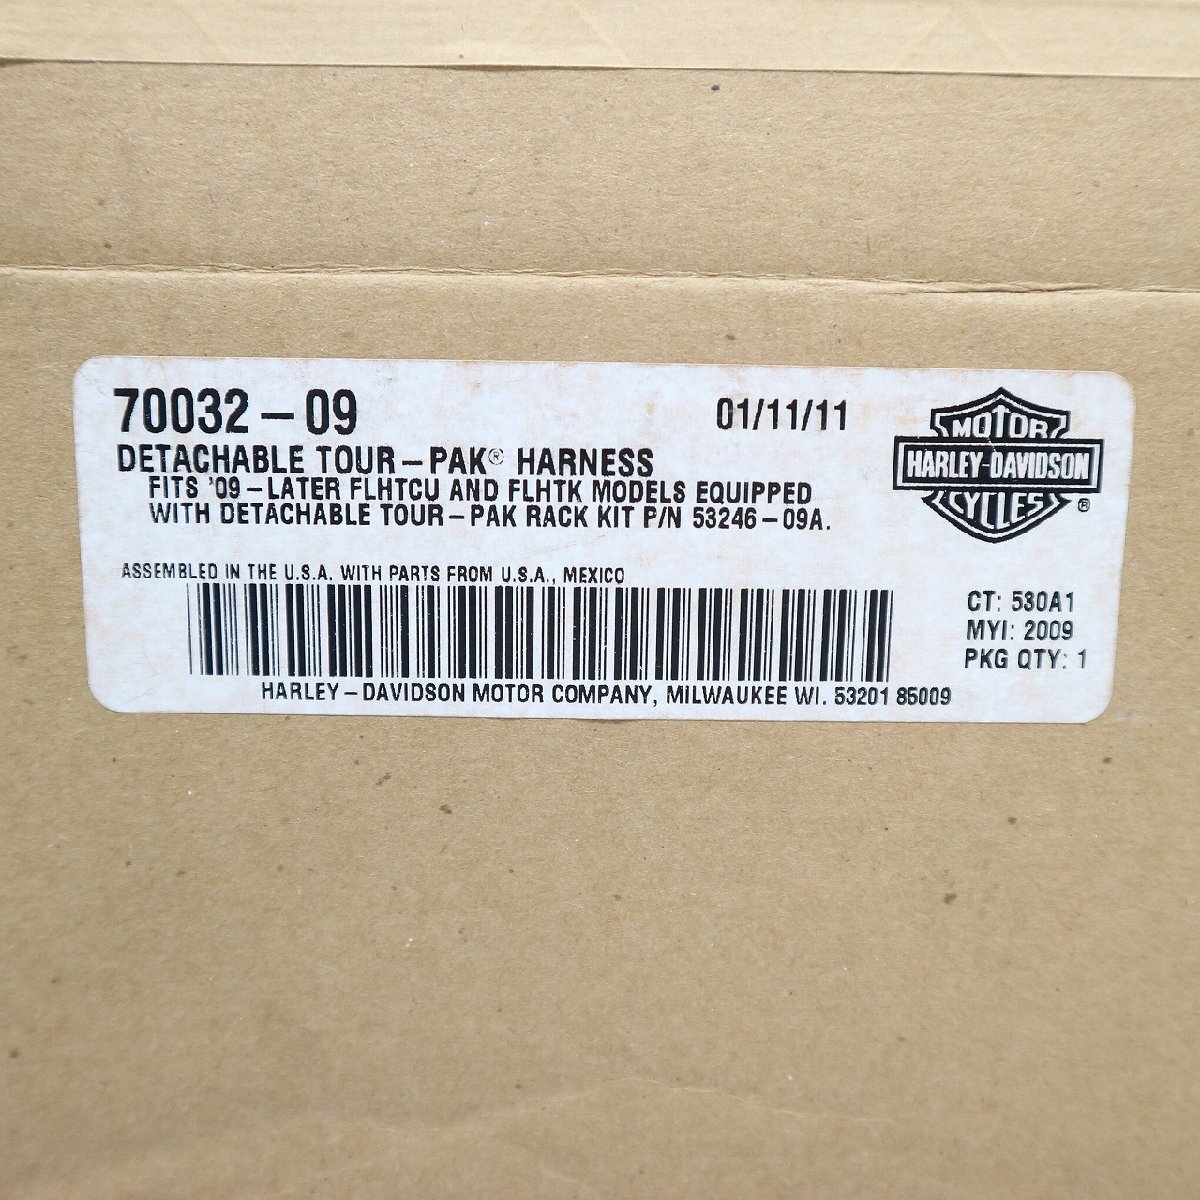 70032-09
01/11/11
DETACHABLE TOUR-PAK® HARNESS
FITS '09-LATER FLHTCU AND FLHTK MODELS EQUIPPED
WITH DETACHABLE TOUR-PAK RACK KIT P/N 53246-09A.
MOTOR
HARLEY-DAVIDSON
CYCLES
®
ASSEMBLED IN THE U.S.A. WITH PARTS FROM U.S.A., MEXICO
CT: 530A1
MYI: 2009
PKG QTY: 1
HARLEY-DAVIDSON MOTOR COMPANY, MILWAUKEE WI. 53201 85009